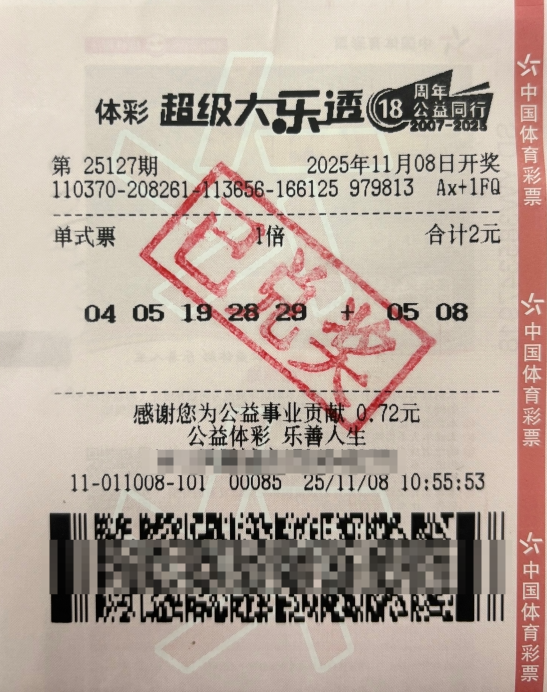 体彩 超级大乐透 18 周年 公益同行 2007-2025
第 25127期 2025年11月08日开奖
110370-208261-113656-166125 979813 Ax+1FQ
单式票 1倍 合计2元
04 05 19 28 29 + 05 08
已兑奖
感谢您为公益事业贡献 0.72元
公益体彩 乐善人生
11-011008-101 00085 25/11/08 10:55:53
中国体育彩票
中国体育彩票
中国体育彩票